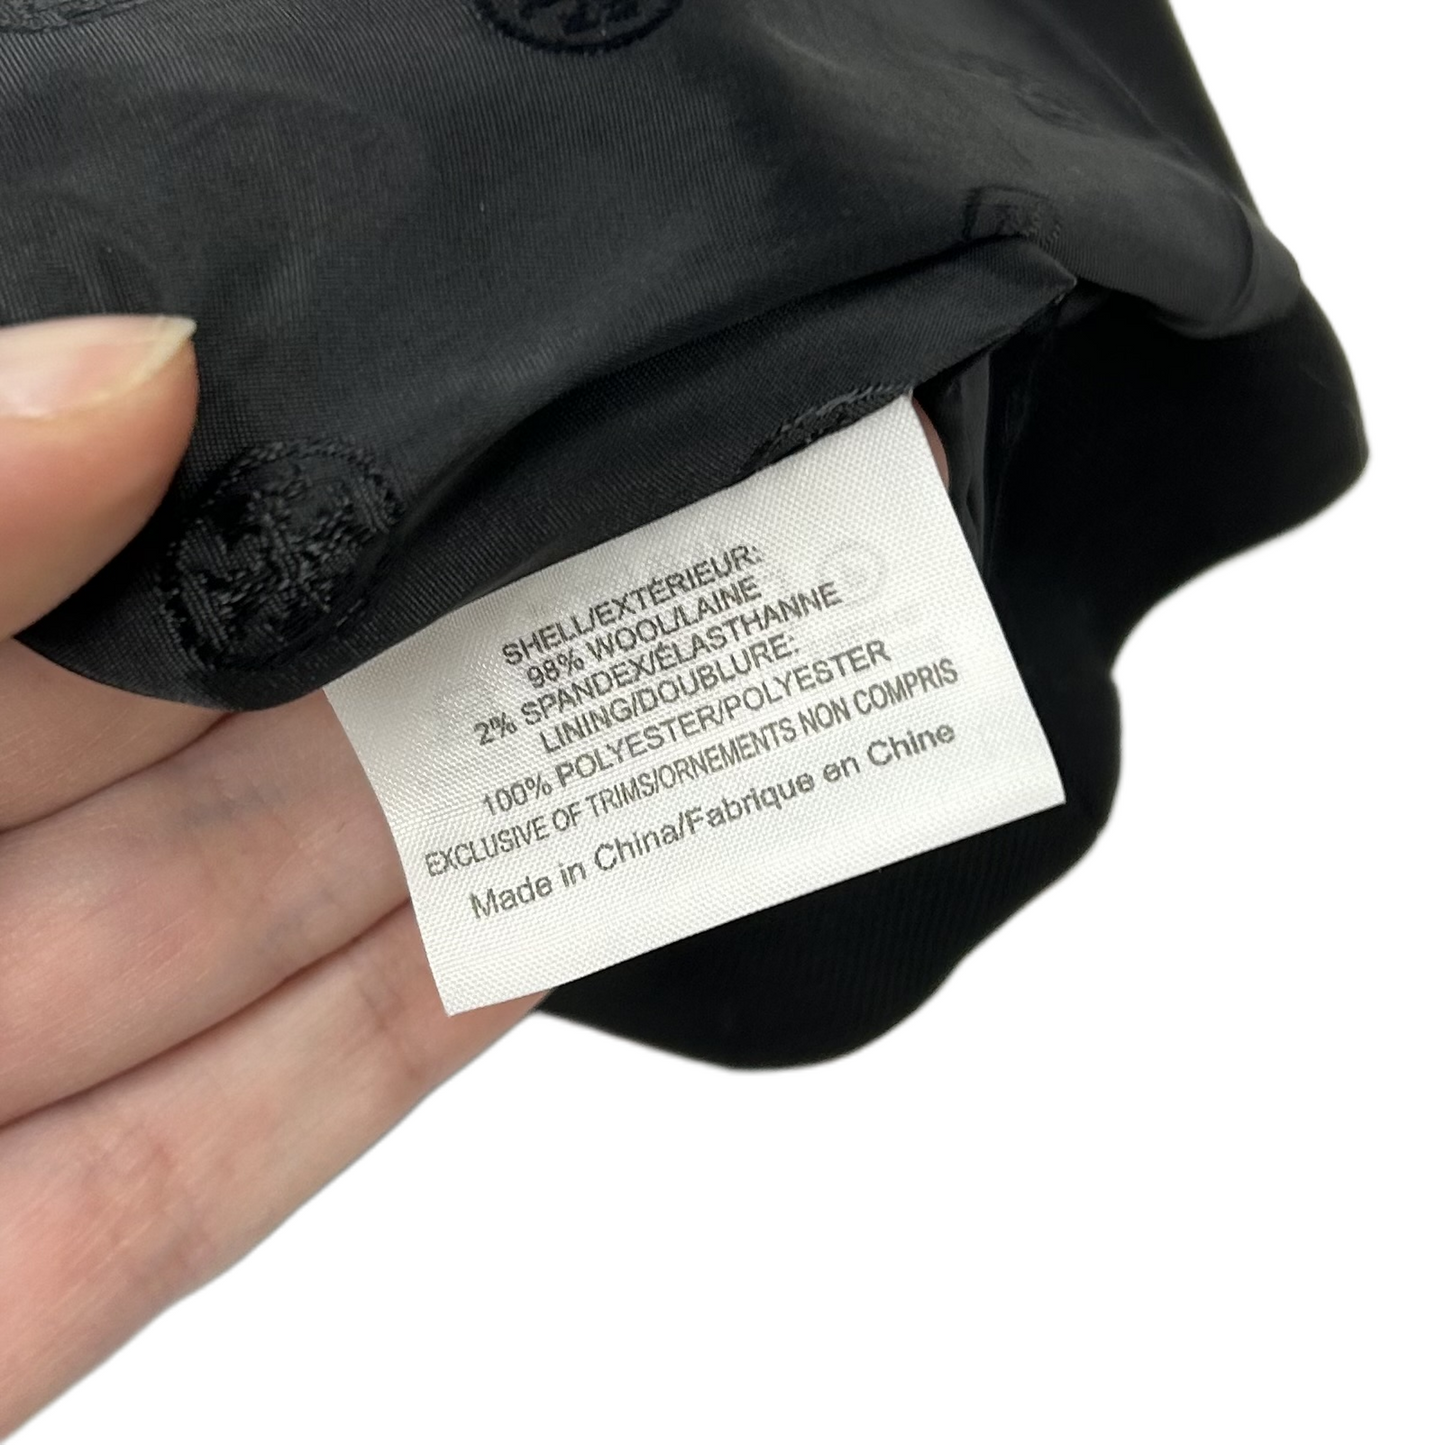 SHELL/EXTÉRIEUR:
98% WOOL/LAINE
2% SPANDEX/ÉLASTHANNE
LINING/DOUBLURE:
100% POLYESTER/POLYESTER
EXCLUSIVE OF TRIMS/ORNEMENTS NON COMPRIS
Made in China/Fabrique en Chine